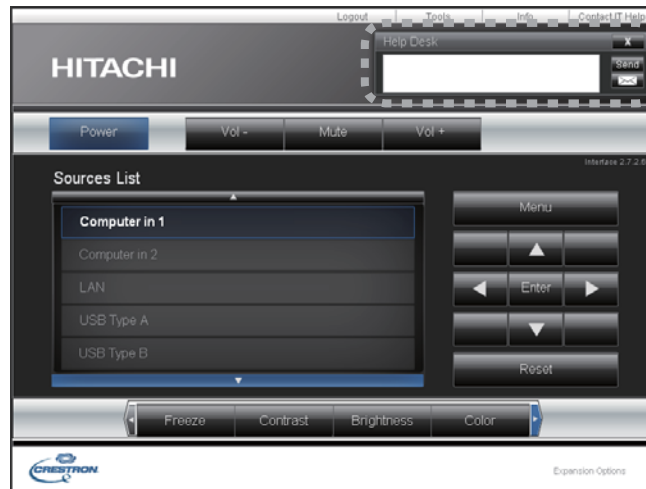 Logout Tools Info Contact IT Help
Help Desk X
HITACHI
Send
Power Vol - Mute Vol +
Interface 2.7.2.6
Sources List
Computer in 1
Computer in 2
LAN
USB Type A
USB Type B
Menu
Enter
Reset
Freeze Contrast Brightness Color
CRESTRON
Expansion Options